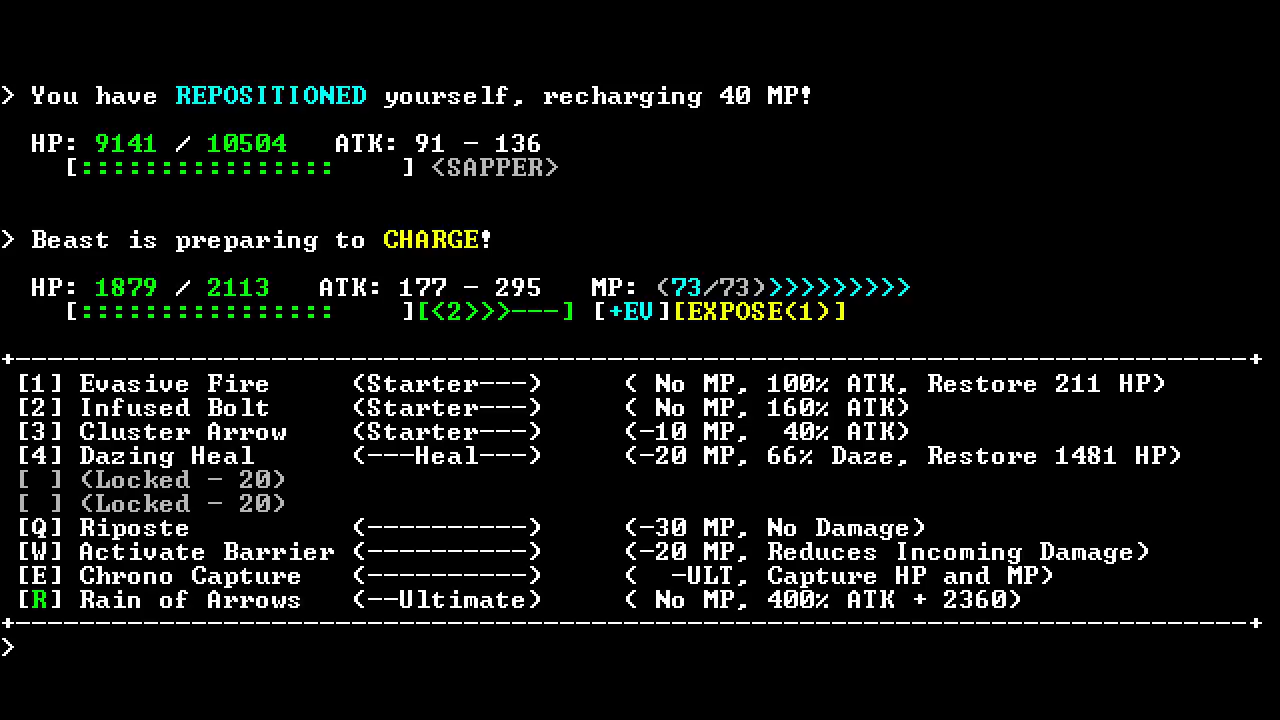 > You have REPOSITIONED yourself, recharging 40 MP!
HP: 9141 / 10504   ATK: 91 - 136
[::::::::::::::::    ] <SAPPER>
> Beast is preparing to CHARGE!
HP: 1879 / 2113   ATK: 177 - 295   MP: (73/73)>>>>>>>>>
[::::::::::::::::    ][<2>>>---] [+EV][EXPOSE(1)]
+-----------------------------------------------------------------------------+
[1] Evasive Fire     (Starter---)     ( No MP, 100% ATK, Restore 211 HP)
[2] Infused Bolt     (Starter---)     ( No MP, 160% ATK)
[3] Cluster Arrow    (Starter---)     (-10 MP,  40% ATK)
[4] Dazing Heal      (---Heal---)     (-20 MP, 66% Daze, Restore 1481 HP)
[ ] (Locked - 20)
[ ] (Locked - 20)
[Q] Riposte          (----------)     (-30 MP, No Damage)
[W] Activate Barrier (----------)     (-20 MP, Reduces Incoming Damage)
[E] Chrono Capture   (----------)     (  -ULT, Capture HP and MP)
[R] Rain of Arrows   (--Ultimate)     ( No MP, 400% ATK + 2360)
+-----------------------------------------------------------------------------+
>